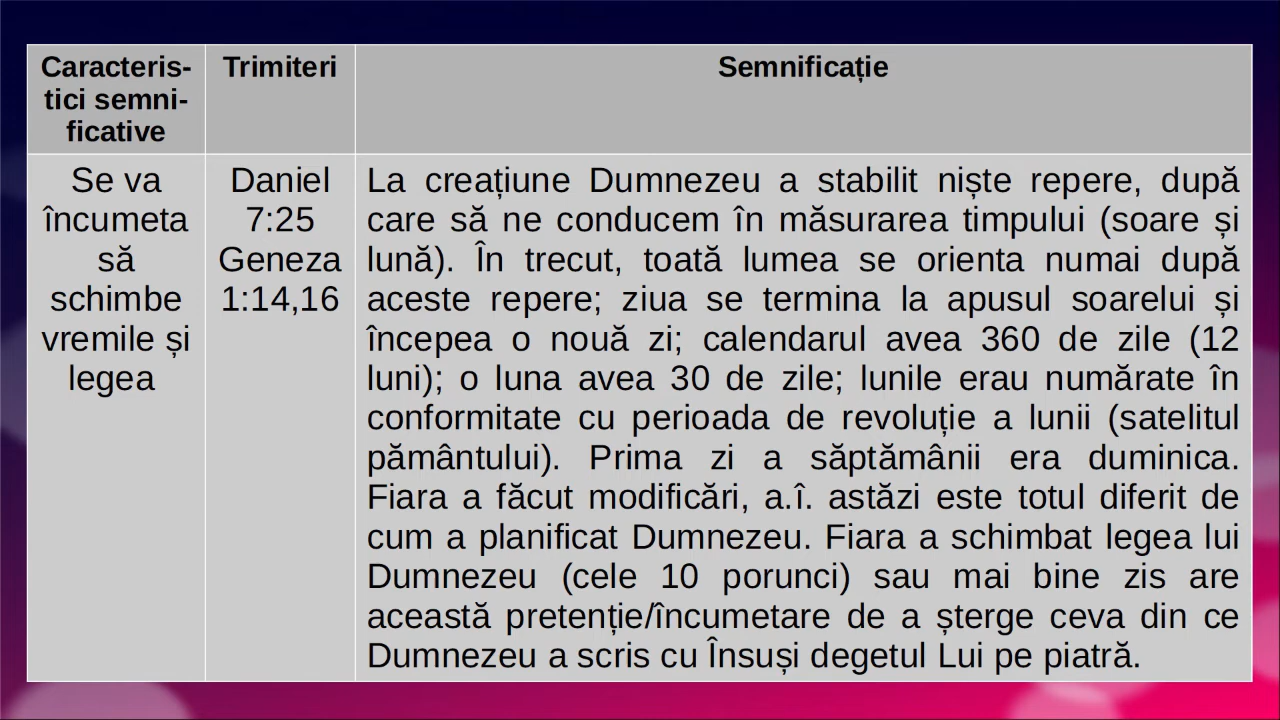 Caracteris-
tici semni-
ficative
Trimiteri
Semnificație
Se va
încumeta
să
schimbe
vremile și
legea
Daniel
7:25
Geneza
1:14,16
La creațiune Dumnezeu a stabilit niște repere, după
care să ne conducem în măsurarea timpului (soare și
lună). În trecut, toată lumea se orienta numai după
aceste repere; ziua se termina la apusul soarelui și
începea o nouă zi; calendarul avea 360 de zile (12
luni); o luna avea 30 de zile; lunile erau numărate în
conformitate cu perioada de revoluție a lunii (satelitul
pământului). Prima zi a săptămânii era duminica.
Fiara a făcut modificări, a.î. astăzi este totul diferit de
cum a planificat Dumnezeu. Fiara a schimbat legea lui
Dumnezeu (cele 10 porunci) sau mai bine zis are
această pretenție/încumetare de a șterge ceva din ce
Dumnezeu a scris cu Însuși degetul Lui pe piatră.